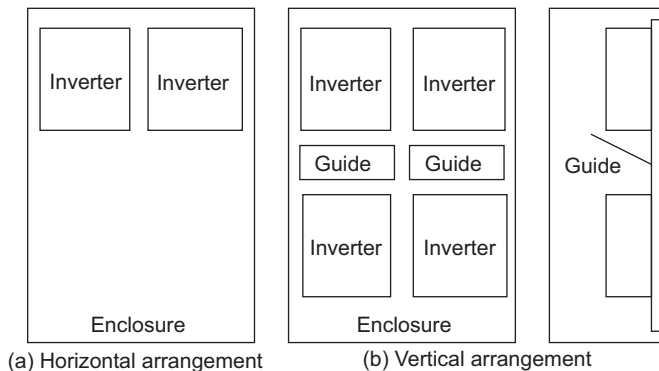 Inverter Inverter
Enclosure
(a) Horizontal arrangement
Inverter Inverter
Guide Guide
Inverter Inverter
Enclosure
Guide
(b) Vertical arrangement